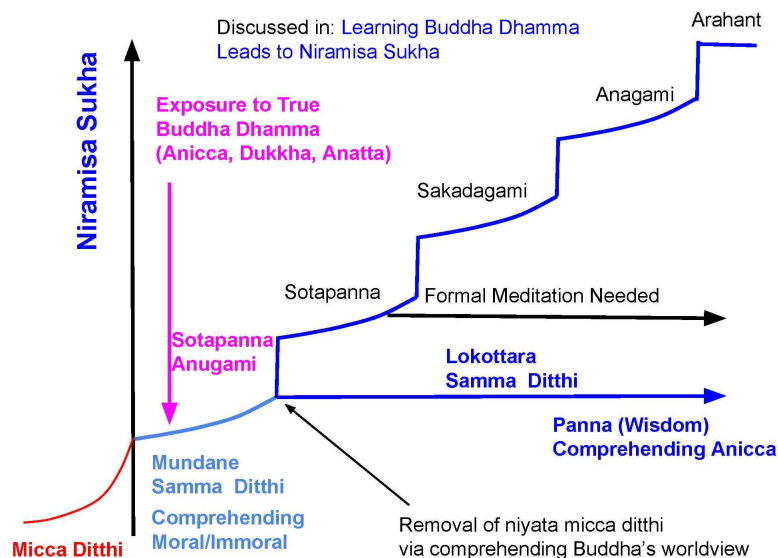 Discussed in: Learning Buddha Dhamma
Leads to Niramisa Sukha
Arahant
Niramisa Sukha
Exposure to True
Buddha Dhamma
(Anicca, Dukkha, Anatta)
Anagami
Sakadagami
Sotapanna
Formal Meditation Needed
Sotapanna
Anugami
Lokottara
Samma Ditthi
Panna (Wisdom)
Comprehending Anicca
Mundane
Samma Ditthi
Comprehending
Moral/Immoral
Micca Ditthi
Removal of niyata micca ditthi
via comprehending Buddha's worldview